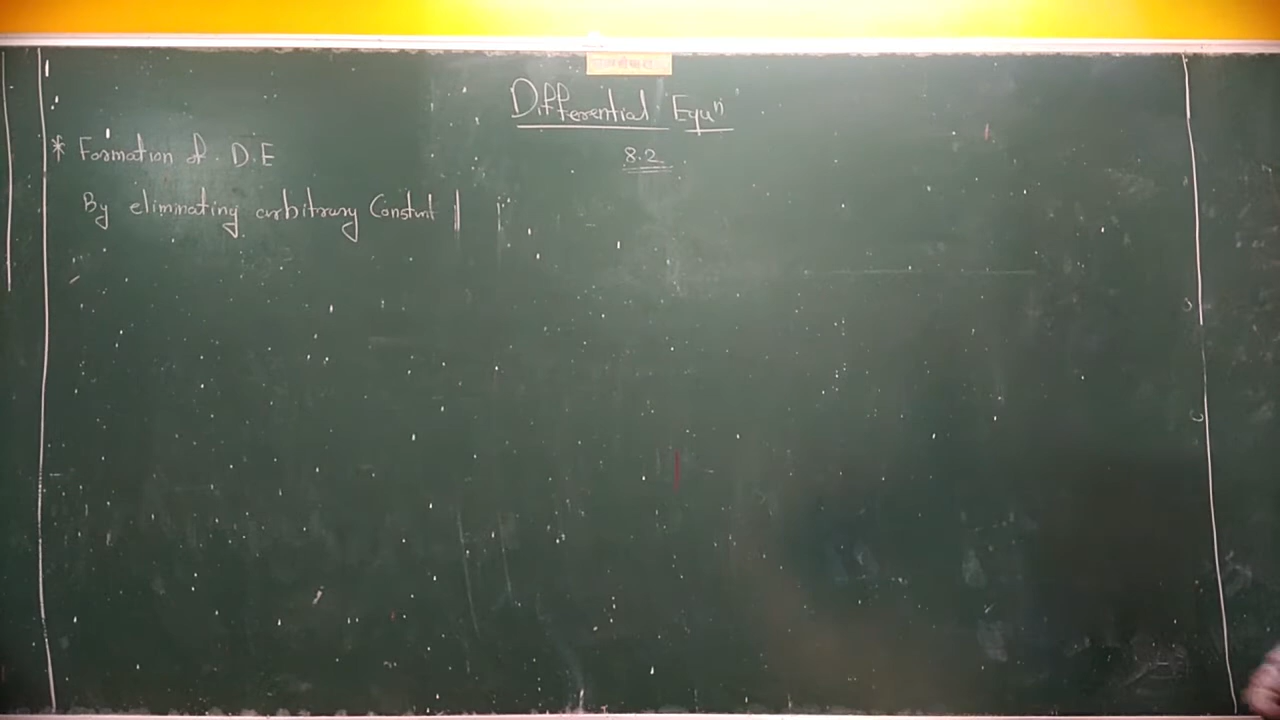 Differential Equⁿ
8.2
* Formation of D.E
By eliminating arbitrary Constant